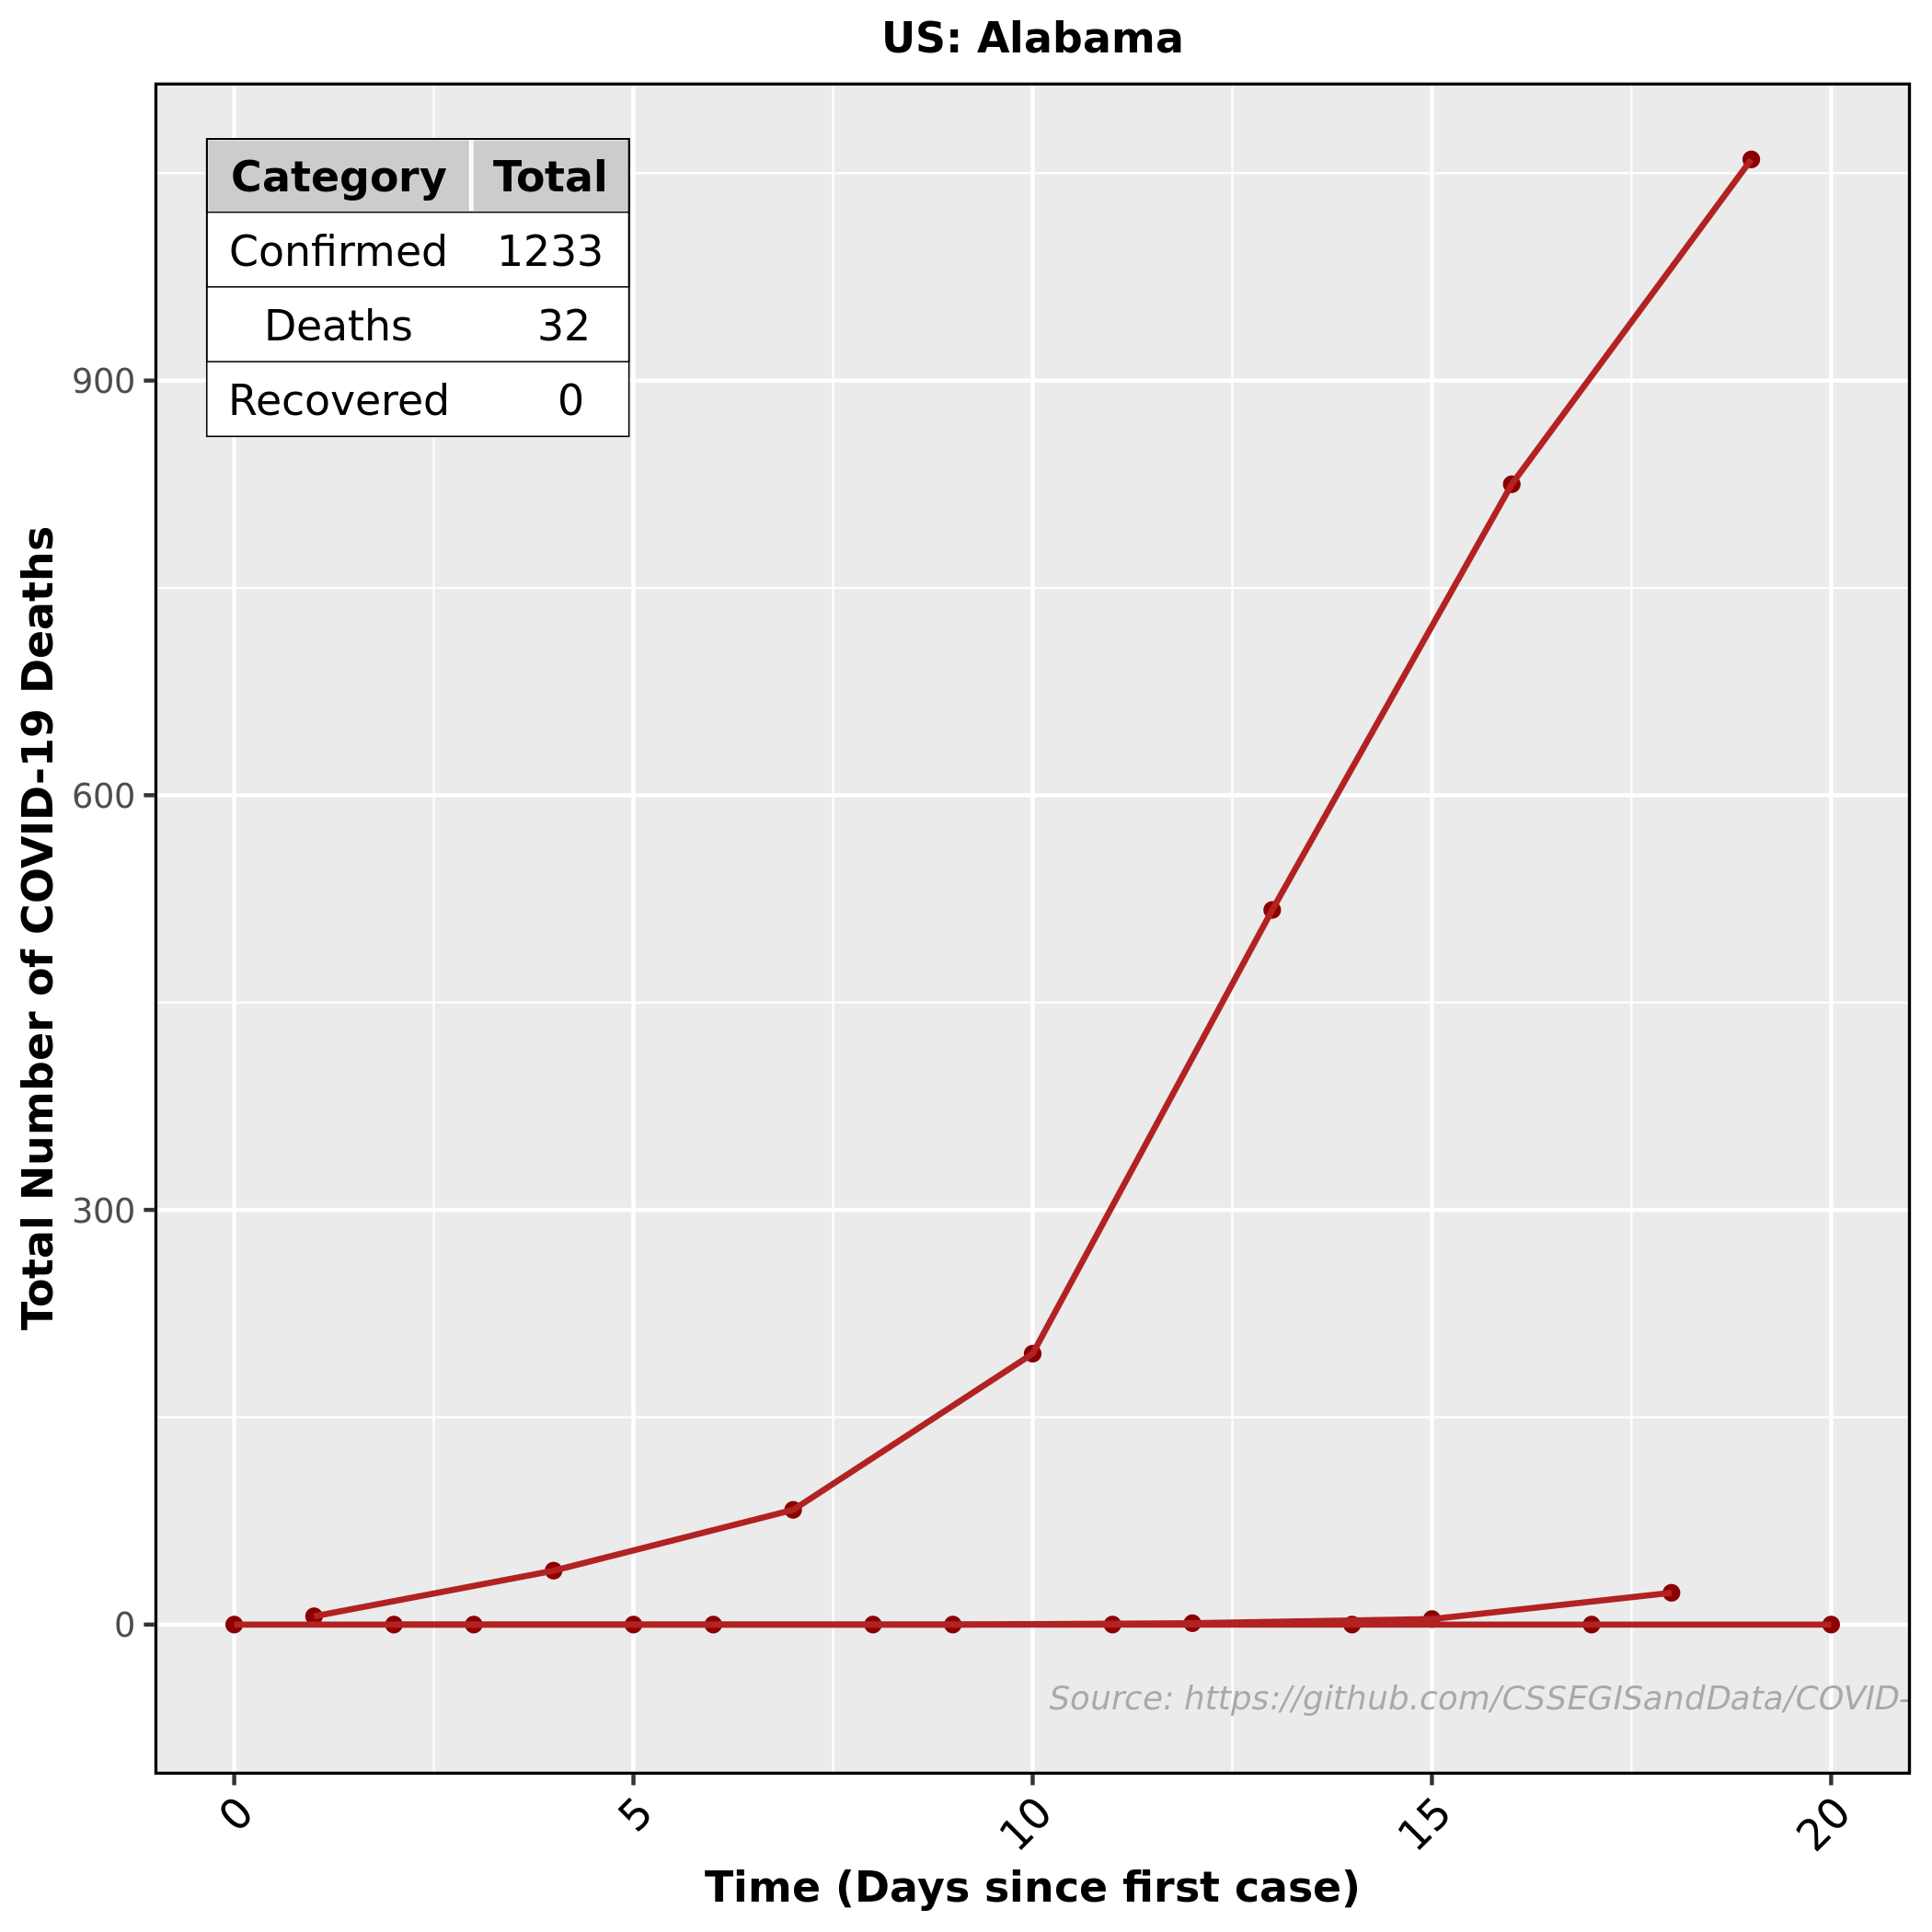 US: Alabama
Category Total
Confirmed 1233
Deaths 32
Recovered 0
Total Number of COVID-19 Deaths
900
600
300
0
Source: https://github.com/CSSEGISandData/COVID-
0 5 10 15 20
Time (Days since first case)